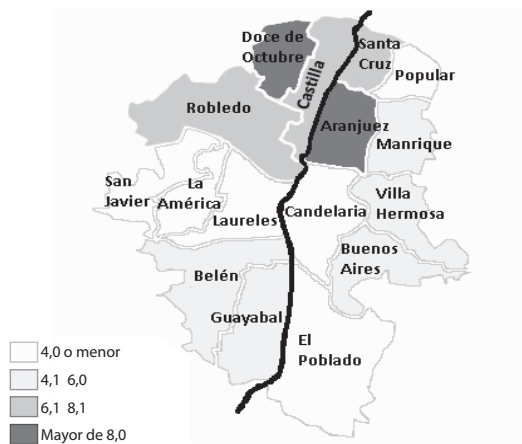 Doce de
Octubre
Santa
Cruz
Popular
Castilla
Robledo
Aranjuez
Manrique
San
Javier
La
América
Villa
Hermosa
Laureles
Candelaria
Buenos
Aires
Belén
Guayabal
El
Poblado
4,0 o menor
4,1 6,0
6,1 8,1
Mayor de 8,0